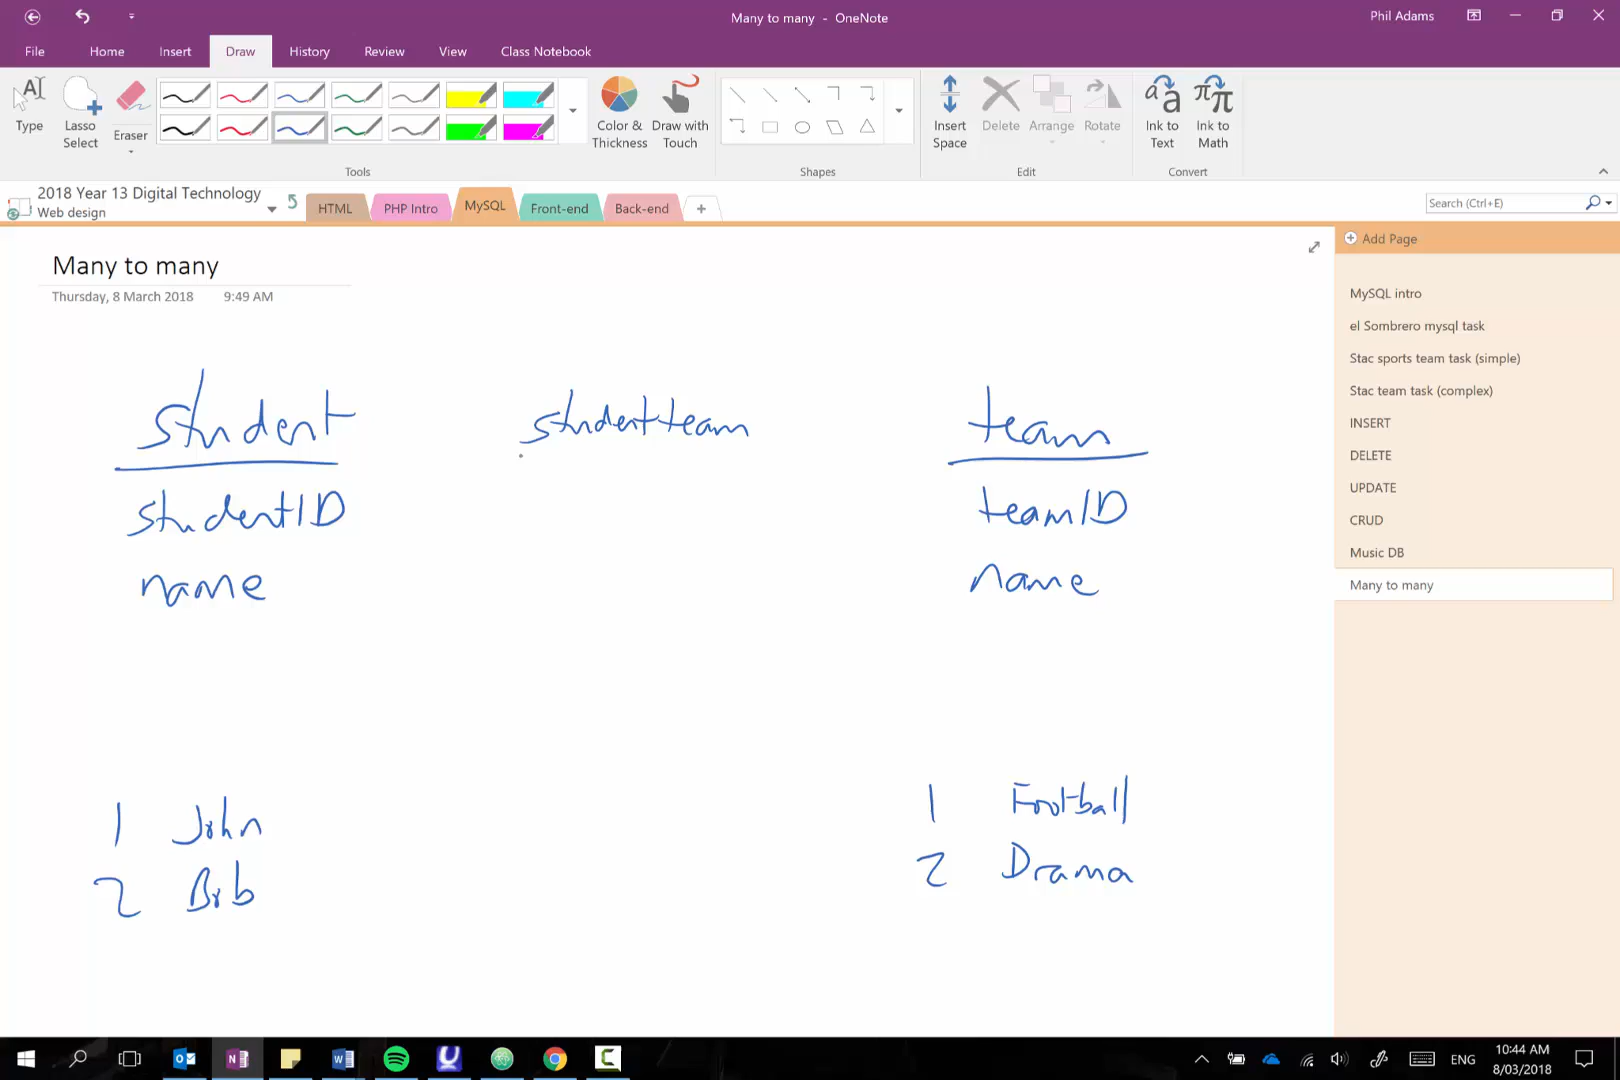 Many to many - OneNote
Phil Adams
File Home Insert Draw History Review View Class Notebook
Type
Lasso Select
Eraser
Color & Thickness
Draw with Touch
Insert Space
Delete
Arrange
Rotate
Ink to Text
Ink to Math
Tools
Shapes
Edit
Convert
2018 Year 13 Digital Technology
Web design
HTML PHP Intro MySQL Front-end Back-end
Search (Ctrl+E)
Add Page
Many to many
Thursday, 8 March 2018 9:49 AM
MySQL intro
el Sombrero mysql task
Stac sports team task (simple)
Stac team task (complex)
INSERT
DELETE
UPDATE
CRUD
Music DB
Many to many
student studentteam team
studentID teamID
name name
1 John 1 Football
2 Bob 2 Drama
ENG
10:44 AM
8/03/2018